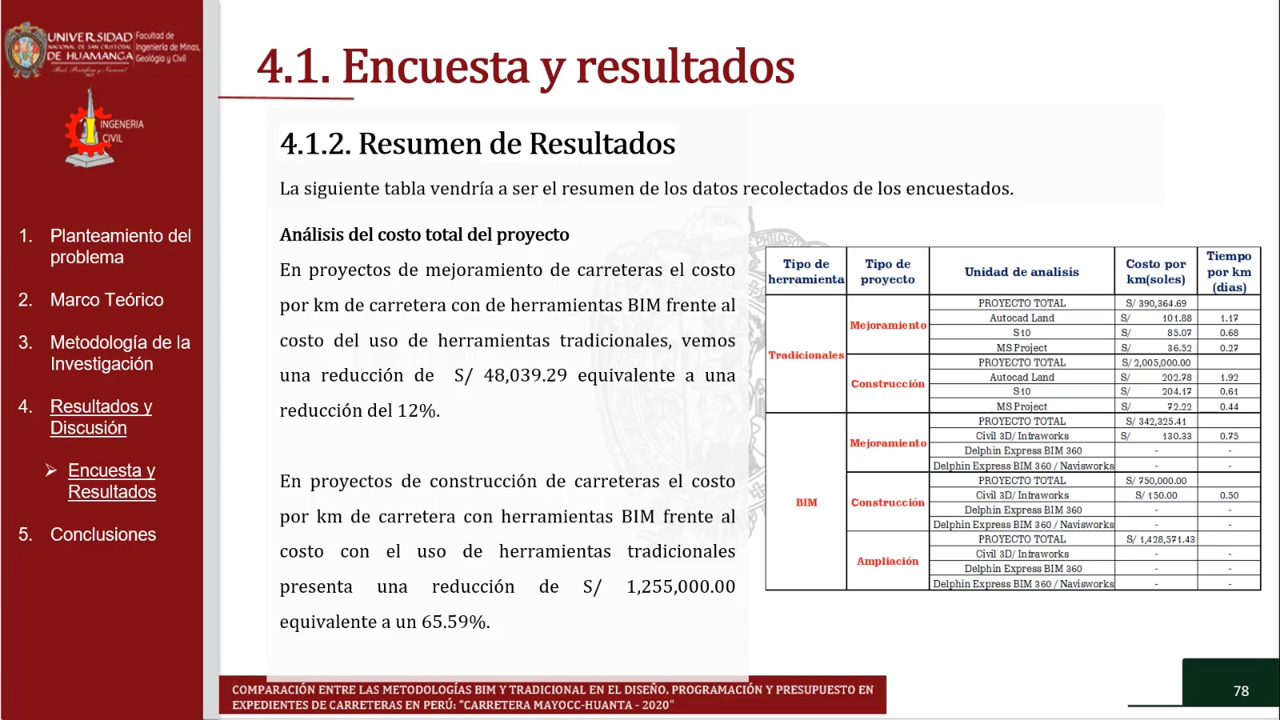 UNIVERSIDAD
NACIONAL DE SAN CRISTOBAL
DE HUAMANGA
Facultad de
Ingeniería de Minas,
Geológia y Civil
INGENERIA
CIVIL
1. Planteamiento del
problema
2. Marco Teórico
3. Metodología de la
Investigación
4. Resultados y
Discusión
Encuesta y
Resultados
5. Conclusiones
4.1. Encuesta y resultados
4.1.2. Resumen de Resultados
La siguiente tabla vendría a ser el resumen de los datos recolectados de los encuestados.
Análisis del costo total del proyecto
En proyectos de mejoramiento de carreteras el costo
por km de carretera con de herramientas BIM frente al
costo del uso de herramientas tradicionales, vemos
una reducción de S/ 48,039.29 equivalente a una
reducción del 12%.
En proyectos de construcción de carreteras el costo
por km de carretera con herramientas BIM frente al
costo con el uso de herramientas tradicionales
presenta una reducción de S/ 1,255,000.00
equivalente a un 65.59%.
Tipo de herramienta Tipo de proyecto Unidad de analisis Costo por km(soles) Tiempo por km (dias)
Tradicionales
Mejoramiento
PROYECTO TOTAL S/ 390,364.69
Autocad Land S/ 101.88 1.17
S10 S/ 85.07 0.68
MS Project S/ 36.52 0.27
Construcción
PROYECTO TOTAL S/ 2,005,000.00
Autocad Land S/ 202.78 1.92
S10 S/ 204.17 0.61
MS Project S/ 72.22 0.44
BIM
Mejoramiento
PROYECTO TOTAL S/ 342,325.41
Civil 3D/ Infraworks S/ 130.33 0.75
Delphin Express BIM 360 - -
Delphin Express BIM 360 / Navisworks - -
Construcción
PROYECTO TOTAL S/ 750,000.00
Civil 3D/ Infraworks S/ 150.00 0.50
Delphin Express BIM 360 - -
Delphin Express BIM 360 / Navisworks - -
Ampliación
PROYECTO TOTAL S/ 1,428,571.43
Civil 3D/ Infraworks - -
Delphin Express BIM 360 - -
Delphin Express BIM 360 / Navisworks - -
COMPARACIÓN ENTRE LAS METODOLOGÍAS BIM Y TRADICIONAL EN EL DISEÑO, PROGRAMACIÓN Y PRESUPUESTO EN
EXPEDIENTES DE CARRETERAS EN PERÚ: "CARRETERA MAYOCC-HUANTA - 2020"
78